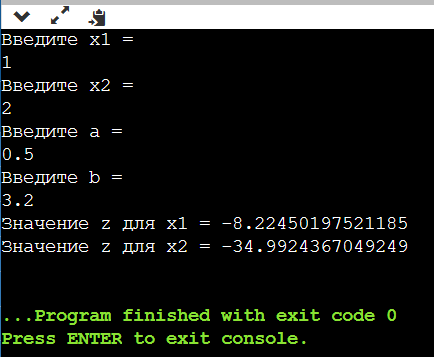 Введите x1 =
1
Введите x2 =
2
Введите a =
0.5
Введите b =
3.2
Значение z для x1 = -8.22450197521185
Значение z для x2 = -34.9924367049249
...Program finished with exit code 0
Press ENTER to exit console.